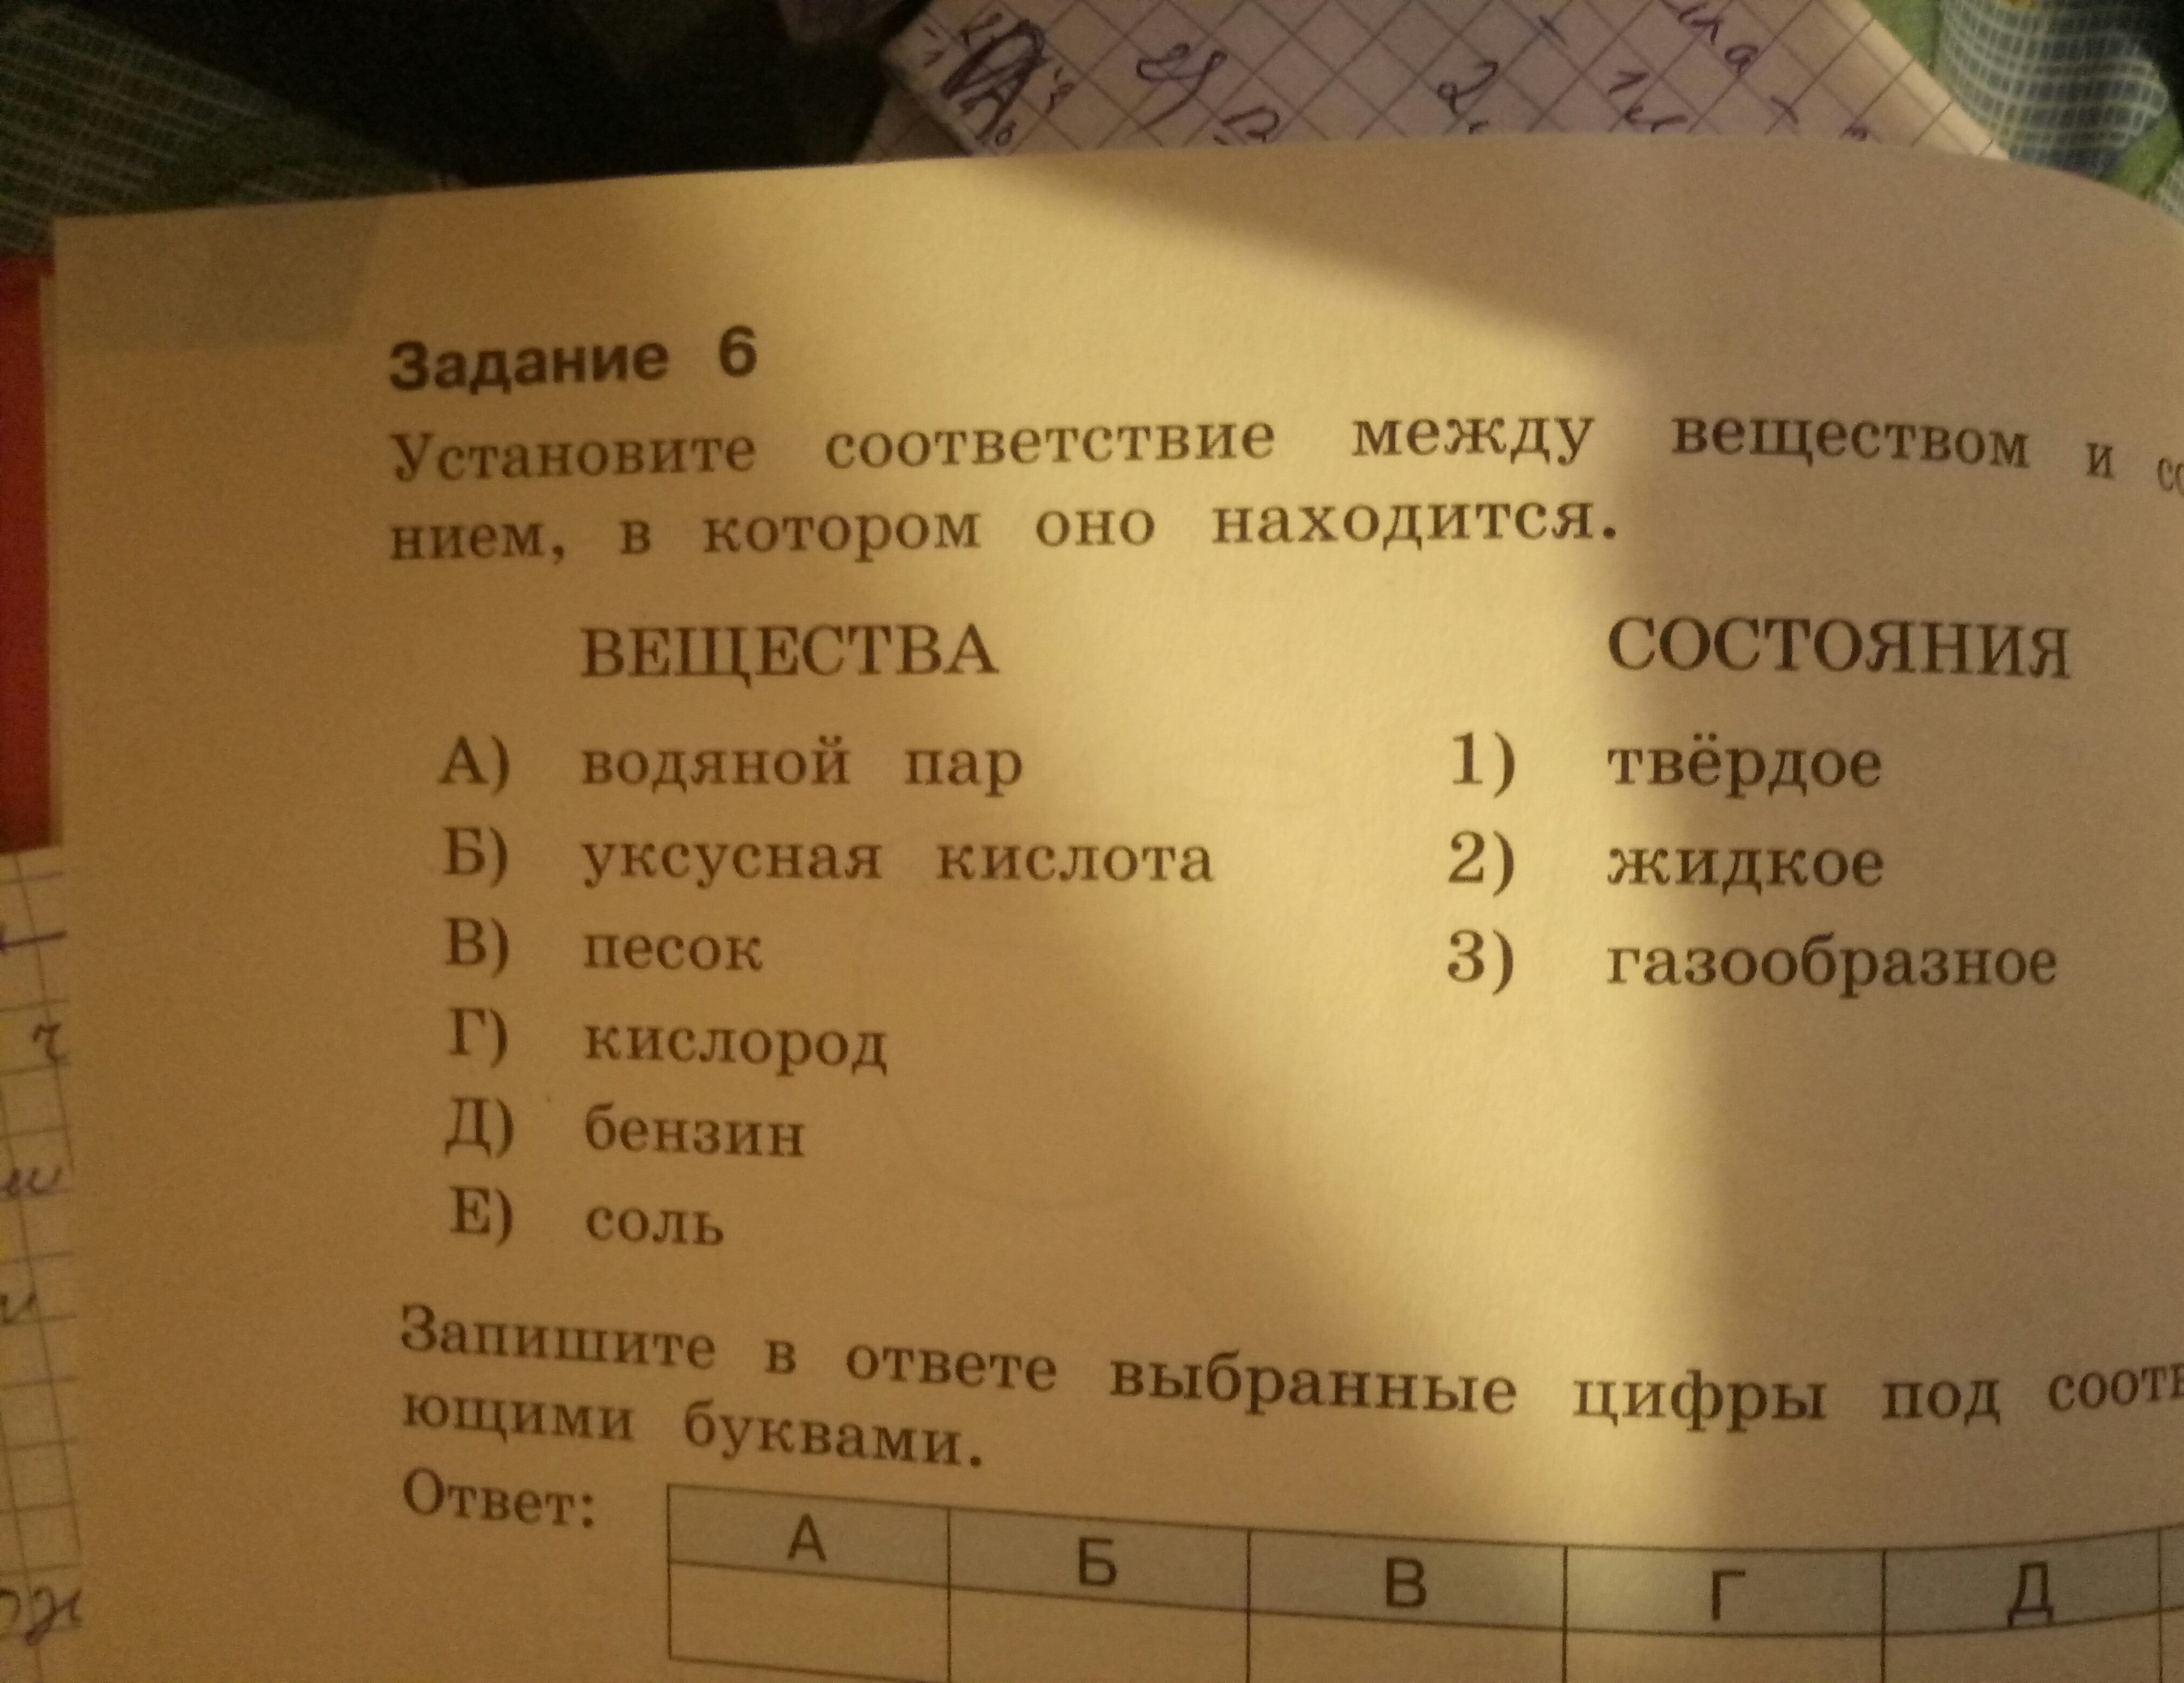 Задание 6
Установите соответствие между веществом и
нием, в котором оно находится.
ВЕЩЕСТВА СОСТОЯНИЯ
А) водяной пар 1) твёрдое
Б) уксусная кислота 2) жидкое
В) песок 3) газообразное
Г) кислород
Д) бензин
Е) соль
Запишите в ответе выбранные цифры под
ющими буквами.
Ответ:
А Б В Г Д